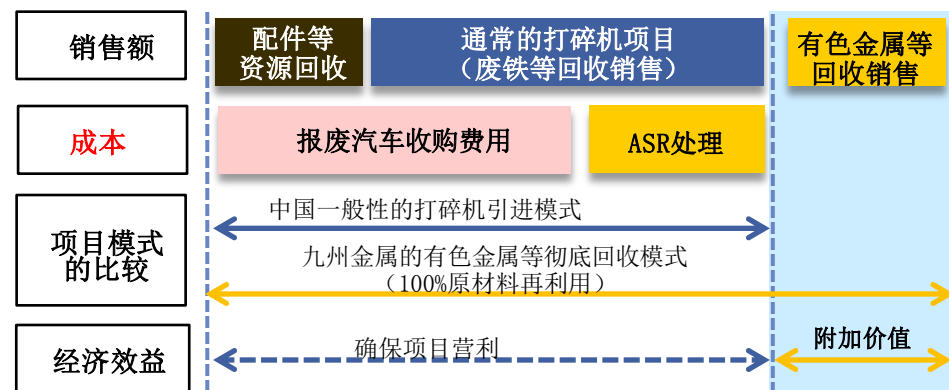 销售额
配件等
资源回收
通常的打碎机项目
（废铁等回收销售）
有色金属等
回收销售
成本
报废汽车收购费用
ASR处理
项目模式
的比较
中国一般性的打碎机引进模式
九州金属的有色金属等彻底回收模式
（100%原材料再利用）
经济效益
确保项目营利
附加价值